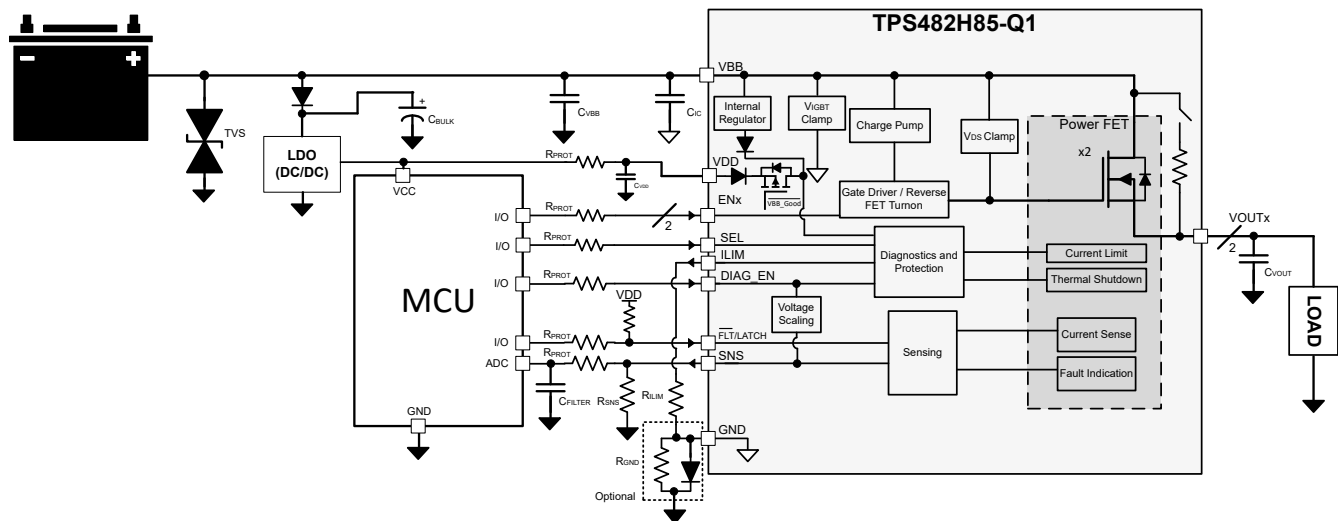 TPS482H85-Q1
− +
VBB
TVS
CBULK
CVBB
CIC
LDO
(DC/DC)
Internal
Regulator
VIGBT
Clamp
Charge Pump
VDS Clamp
Power FET
x2
RPROT
CVDD
VDD
VBB_Good
Gate Driver / Reverse
FET Turnon
VCC
I/O
RPROT
2
ENx
I/O
RPROT
SEL
ILIM
Diagnostics and
Protection
Current Limit
VOUTx
2
CVOUT
I/O
RPROT
DIAG_EN
Thermal Shutdown
MCU
VDD
Voltage
Scaling
LOAD
I/O
RPROT
FLT/LATCH
Sensing
Current Sense
ADC
RPROT
SNS
Fault Indication
CFILTER
RSNS
RILIM
GND
GND
RGND
Optional